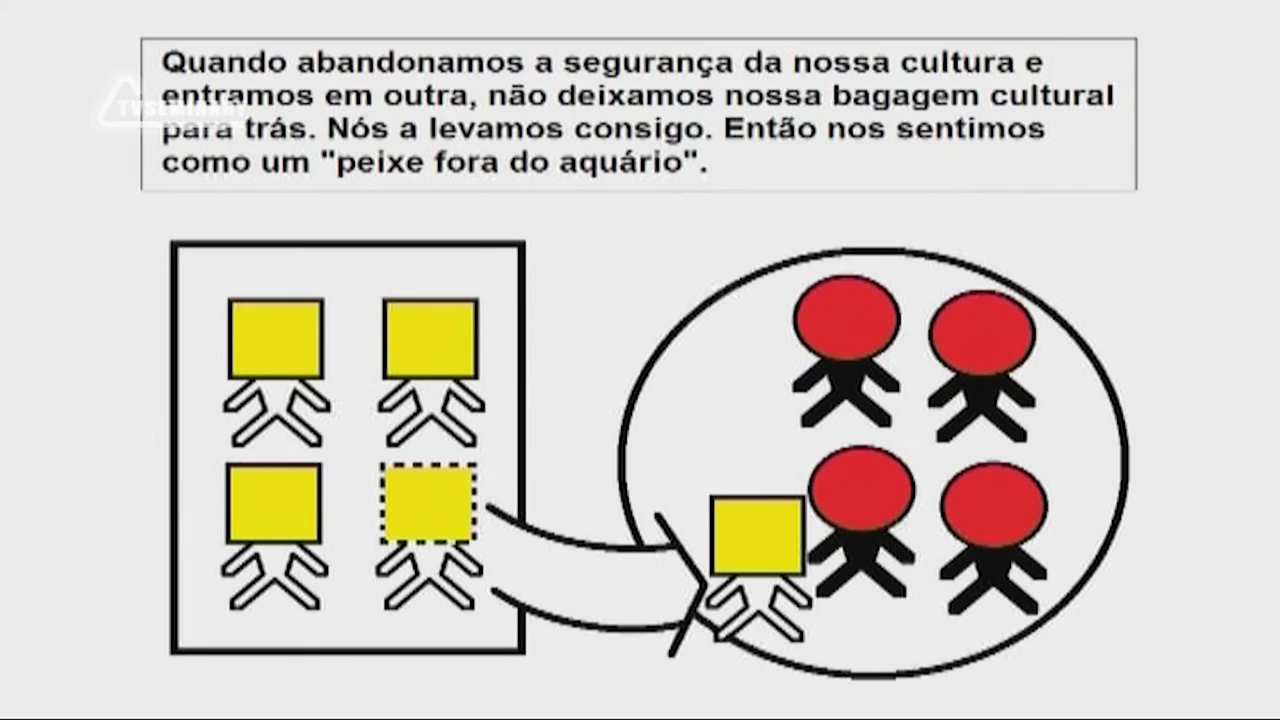 Quando abandonamos a segurança da nossa cultura e
entramos em outra, não deixamos nossa bagagem cultural
para trás. Nós a levamos consigo. Então nos sentimos
como um "peixe fora do aquário".
TVSEMINARY